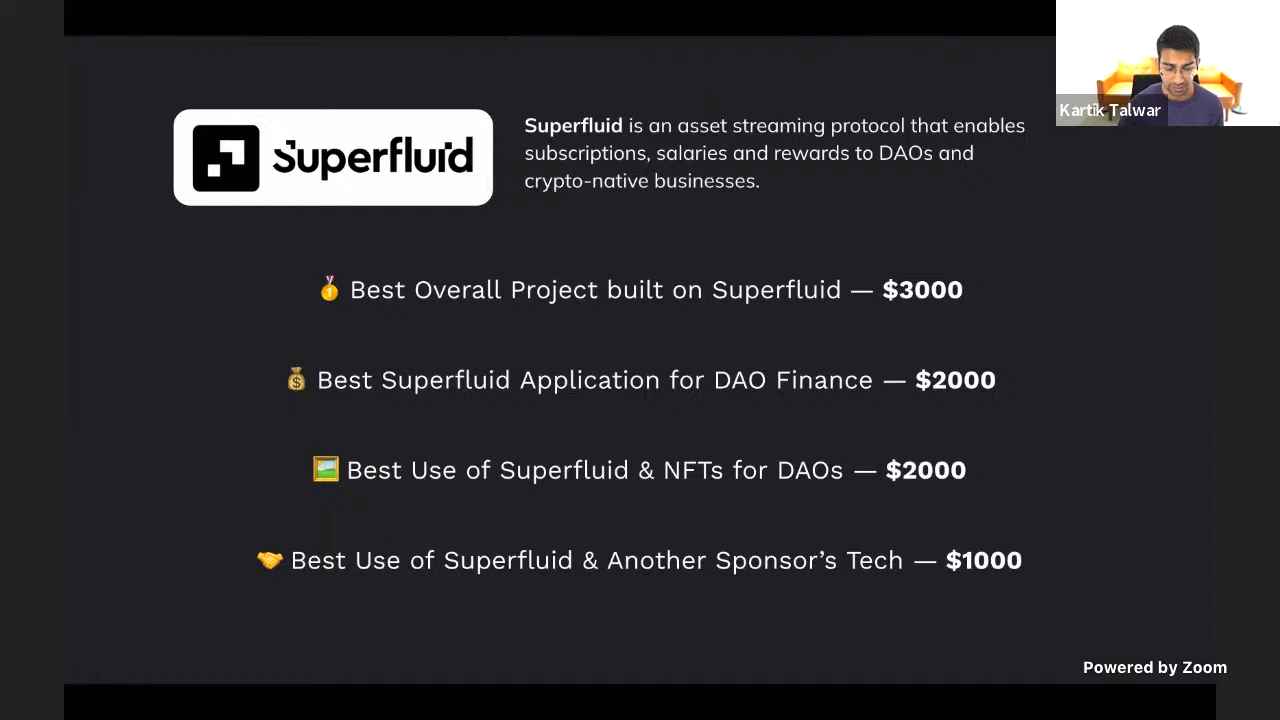 Kartik Talwar
Superfluid
Superfluid is an asset streaming protocol that enables
subscriptions, salaries and rewards to DAOs and
crypto-native businesses.
Best Overall Project built on Superfluid — $3000
Best Superfluid Application for DAO Finance — $2000
Best Use of Superfluid & NFTs for DAOs — $2000
Best Use of Superfluid & Another Sponsor’s Tech — $1000
Powered by Zoom